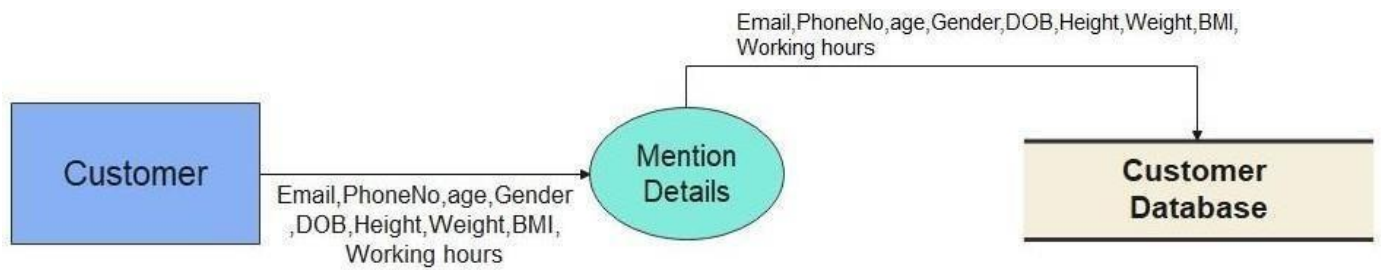 Email,PhoneNo,age,Gender,DOB,Height,Weight,BMI,
Working hours
Customer
Email,PhoneNo,age,Gender
,DOB,Height,Weight,BMI,
Working hours
Mention
Details
Customer
Database